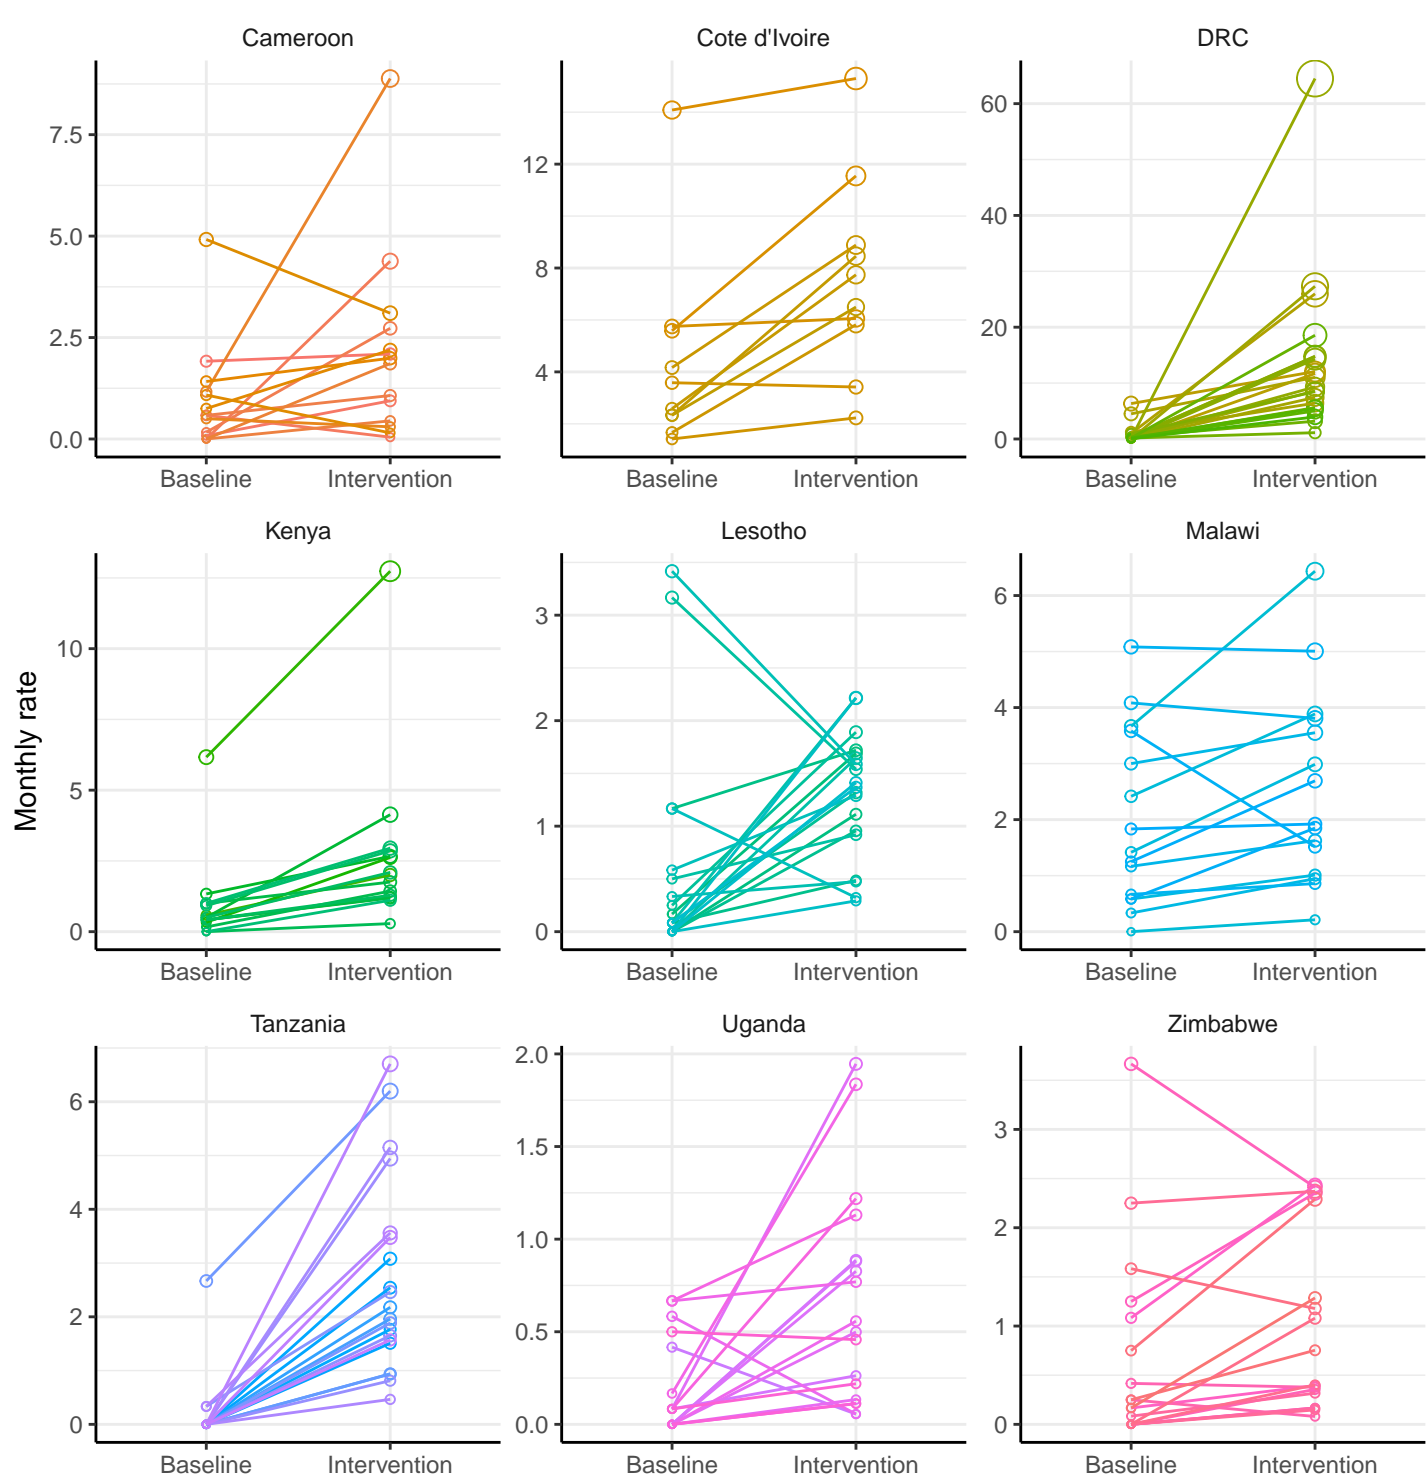 Cameroon
Cote d'Ivoire
DRC
7.5
5.0
2.5
0.0
12
8
4
60
40
20
0
Baseline
Intervention
Baseline
Intervention
Baseline
Intervention
Kenya
Lesotho
Malawi
Monthly rate
10
5
0
3
2
1
0
6
4
2
0
Baseline
Intervention
Baseline
Intervention
Baseline
Intervention
Tanzania
Uganda
Zimbabwe
6
4
2
0
2.0
1.5
1.0
0.5
0.0
3
2
1
0
Baseline
Intervention
Baseline
Intervention
Baseline
Intervention